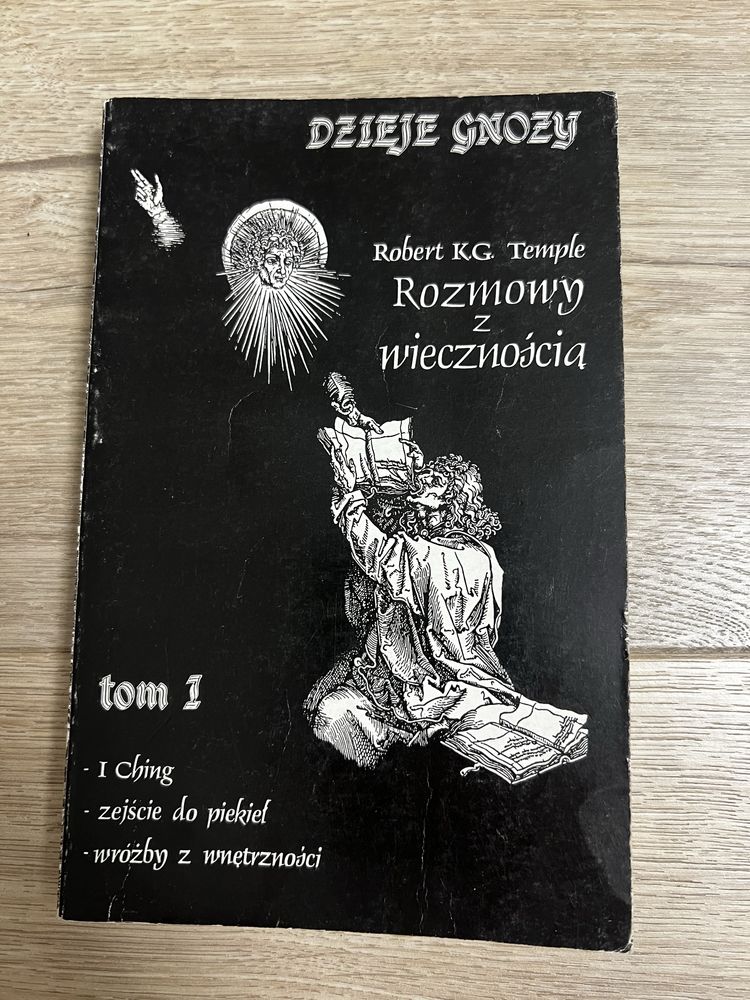 DZIEJE GNOZY
Robert K.G. Temple
Rozmowy
z
wiecznością
tom I
- I Ching
- zejście do piekieł
- wróżby z wnętrzności